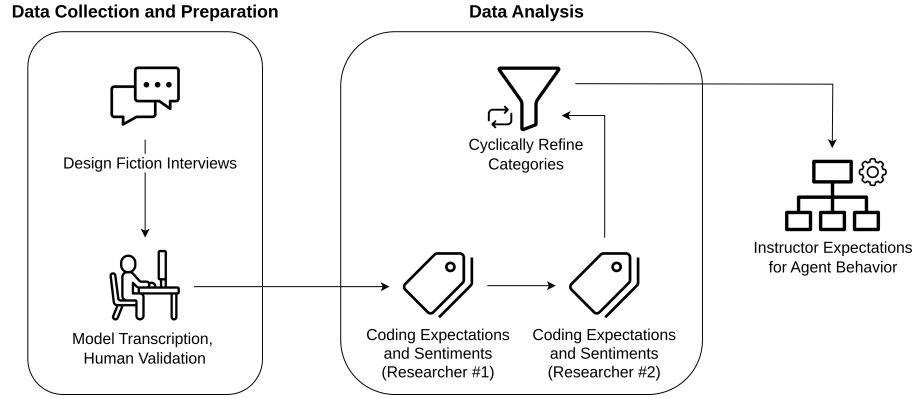 Data Collection and Preparation
Data Analysis
Design Fiction Interviews
Model Transcription,
Human Validation
Cyclically Refine
Categories
Coding Expectations
and Sentiments
(Researcher #1)
Coding Expectations
and Sentiments
(Researcher #2)
Instructor Expectations
for Agent Behavior